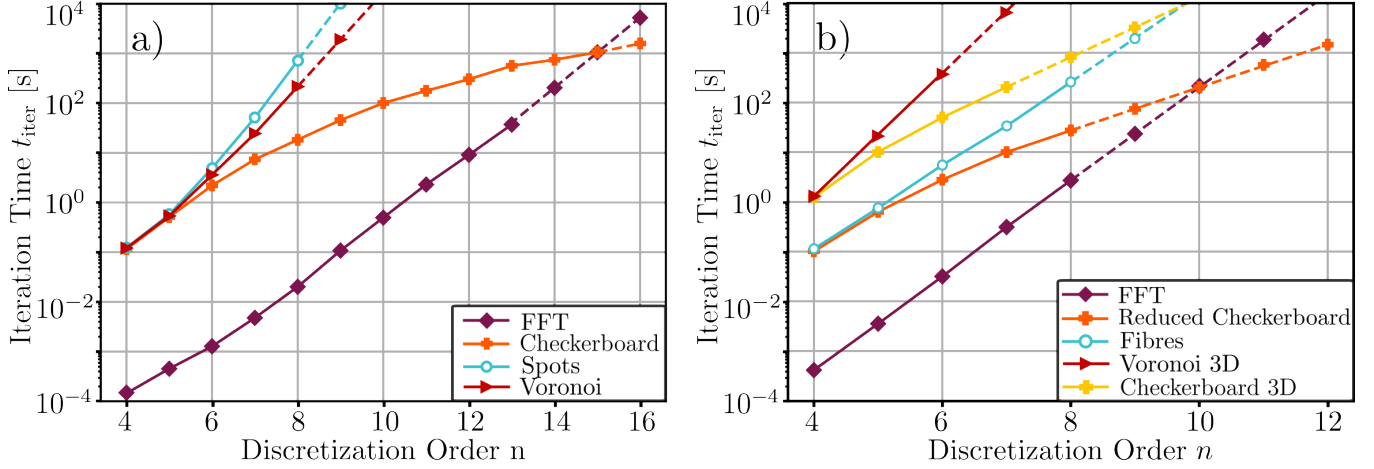 a)
Iteration Time t_iter [s]
10^4
10^2
10^0
10^−2
10^−4
FFT
Checkerboard
Spots
Voronoi
4 6 8 10 12 14 16
Discretization Order n
b)
Iteration Time t_iter [s]
10^4
10^2
10^0
10^−2
10^−4
FFT
Reduced Checkerboard
Fibres
Voronoi 3D
Checkerboard 3D
4 6 8 10 12
Discretization Order n